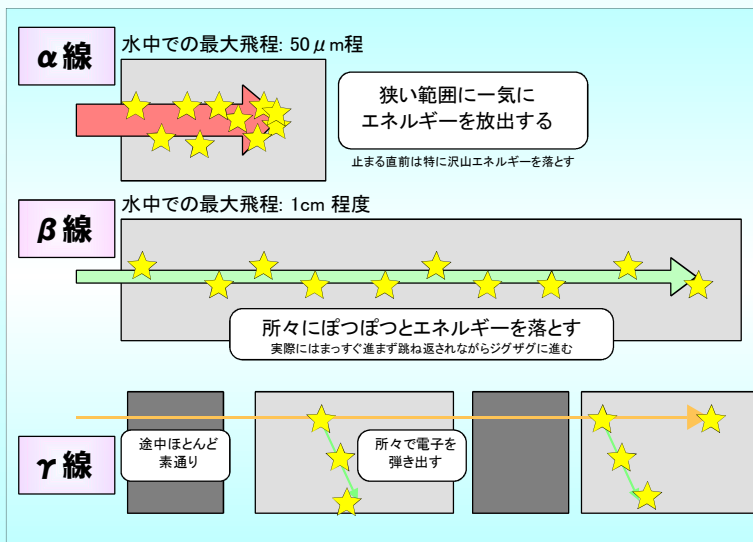 α線
水中での最大飛程: 50μm程
狭い範囲に一気に
エネルギーを放出する
止まる直前は特に沢山エネルギーを落とす
β線
水中での最大飛程: 1cm 程度
所々にぽつぽつとエネルギーを落とす
実際にはまっすぐ進まず跳ね返されながらジグザグに進む
γ線
途中ほとんど
素通り
所々で電子を
弾き出す